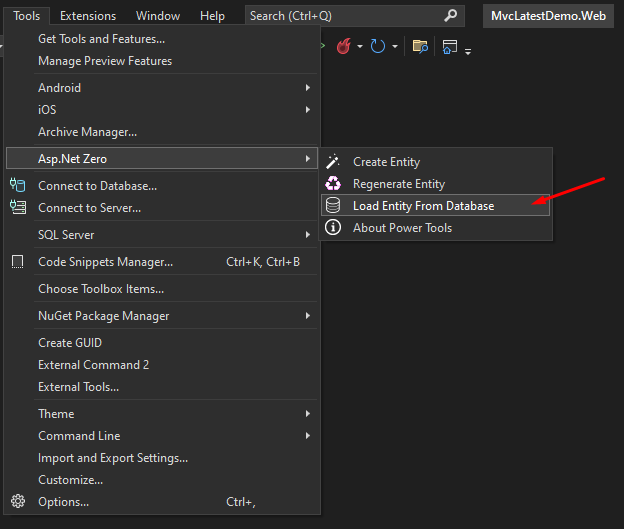 Tools Extensions Window Help Search (Ctrl+Q) MvcLatestDemo.Web
Get Tools and Features...
Manage Preview Features
Android
iOS
Archive Manager...
Asp.Net Zero
Create Entity
Regenerate Entity
Load Entity From Database
About Power Tools
Connect to Database...
Connect to Server...
SQL Server
Code Snippets Manager... Ctrl+K, Ctrl+B
Choose Toolbox Items...
NuGet Package Manager
Create GUID
External Command 2
External Tools...
Theme
Command Line
Import and Export Settings...
Customize...
Options... Ctrl+,